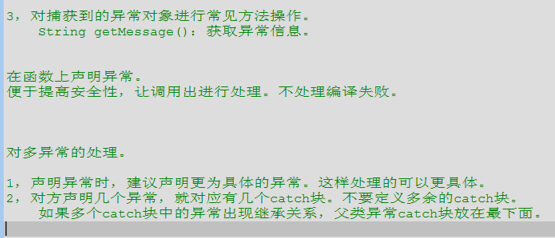 3，对捕获到的异常对象进行常见方法操作。
String getMessage()：获取异常信息。
在函数上声明异常。
便于提高安全性，让调用出进行处理。不处理编译失败。
对多异常的处理。
1，声明异常时，建议声明更为具体的异常。这样处理的可以更具体。
2，对方声明几个异常，就对应有几个catch块。不要定义多余的catch块。
如果多个catch块中的异常出现继承关系，父类异常catch块放在最下面。